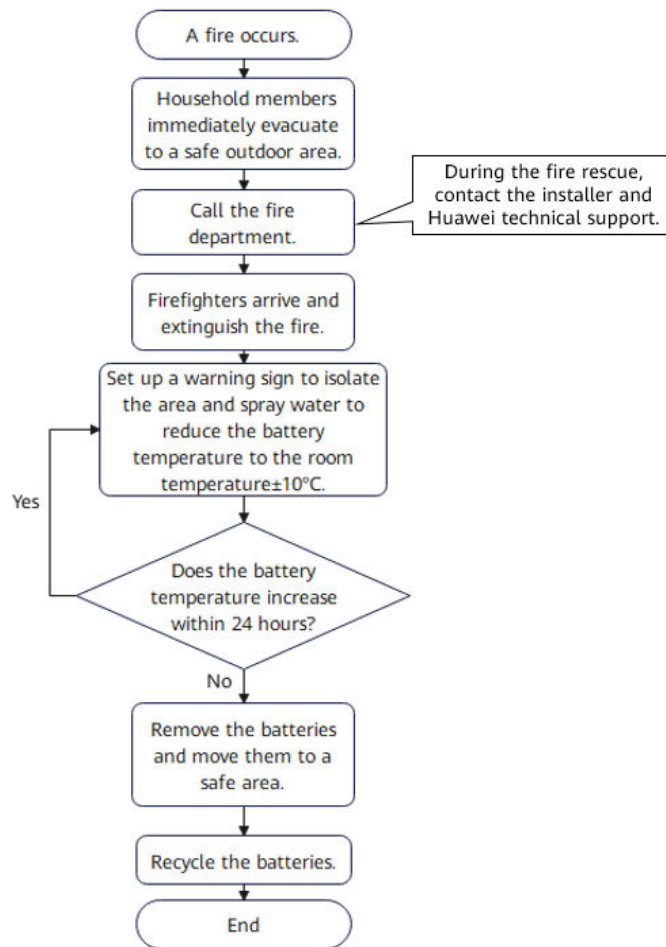 A fire occurs.
Household members
immediately evacuate
to a safe outdoor area.
Call the fire
department.
During the fire rescue,
contact the installer and
Huawei technical support.
Firefighters arrive and
extinguish the fire.
Set up a warning sign to isolate
the area and spray water to
reduce the battery
temperature to the room
temperature±10°C.
Yes
Does the battery
temperature increase
within 24 hours?
No
Remove the batteries
and move them to a
safe area.
Recycle the batteries.
End